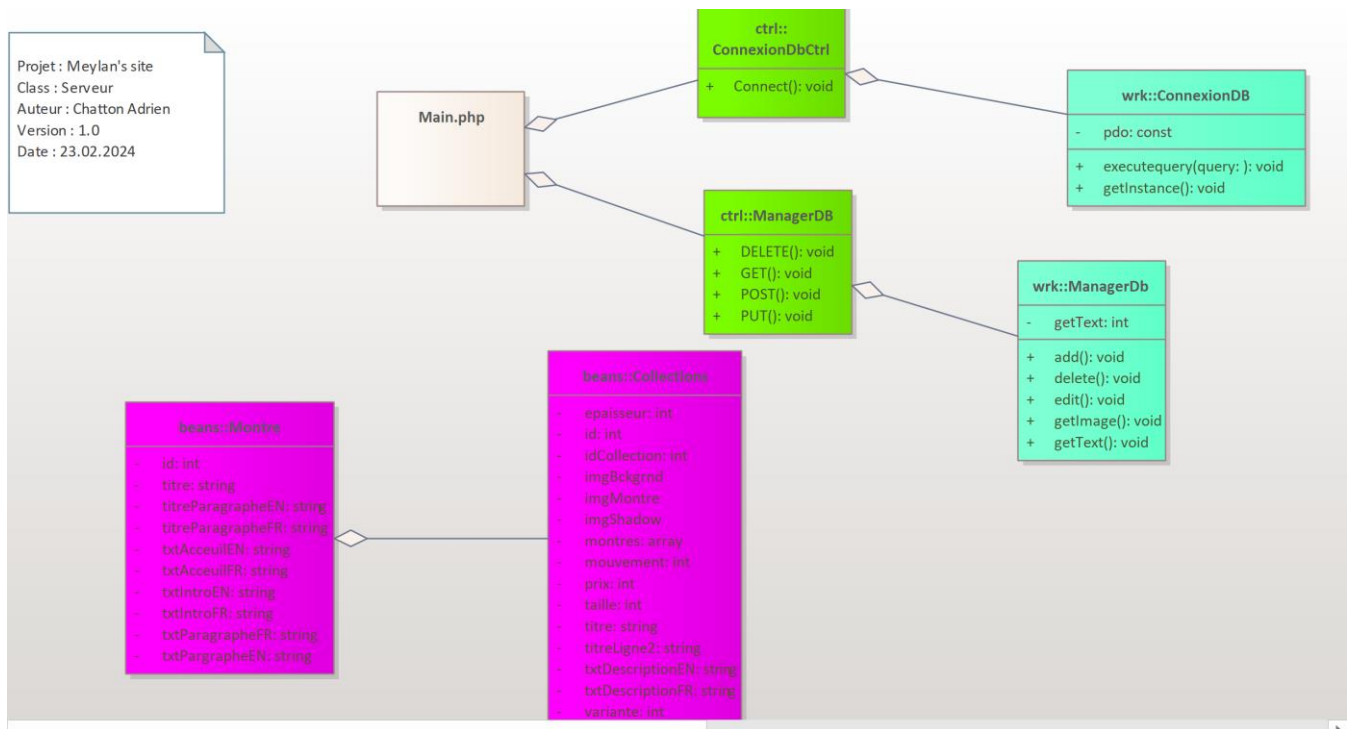 Projet : Meylan's site
Class : Serveur
Auteur : Chatton Adrien
Version : 1.0
Date : 23.02.2024
Main.php
ctrl::
ConnexionDbCtrl
+ Connect(): void
wrk::ConnexionDB
- pdo: const
+ executequery(query: ): void
+ getInstance(): void
ctrl::ManagerDB
+ DELETE(): void
+ GET(): void
+ POST(): void
+ PUT(): void
wrk::ManagerDb
- getText: int
+ add(): void
+ delete(): void
+ edit(): void
+ getImage(): void
+ getText(): void
beans::Montre
- id: int
- titre: string
- titreParagrapheEN: string
- titreParagrapheFR: string
- txtAcceuilEN: string
- txtAcceuilFR: string
- txtIntroEN: string
- txtIntroFR: string
- txtParagrapheFR: string
- txtPargrapheEN: string
beans::Collections
- epaisseur: int
- id: int
- idCollection: int
- imgBckgrnd
- imgMontre
- imgShadow
- montres: array
- mouvement: int
- prix: int
- taille: int
- titre: string
- titreLigne2: string
- txtDescriptionEN: string
- txtDescriptionFR: string
- variante: int